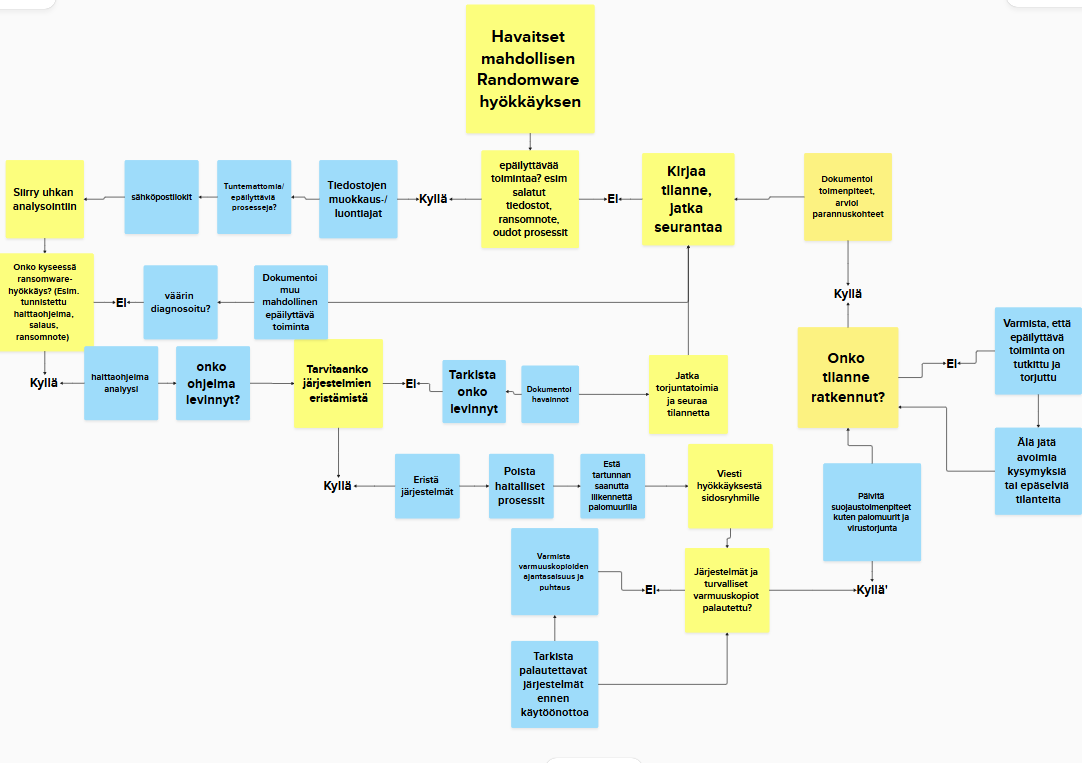 Havaitset
mahdollisen
Randomware
hyökkäyksen
epäilyttävää
toimintaa? esim
salatut
tiedostot,
ransomnote,
oudot prosessit
EI
Kirjaa
tilanne,
jatka
seurantaa
Dokumentoi
toimenpiteet,
arvioi
parannuskohteet
Kyllä
Tiedostojen
muokkaus-/
luontiajat
Tuntemattomia/
epäilyttäviä
prosesseja?
sähköpostilokit
Siirry uhkan
analysointiin
Onko kyseessä
ransomware-
hyökkäys? (Esim.
tunnistettu
haittaohjelma,
salaus,
ransomnote)
EI
väärin
diagnosoitu?
Dokumentoi
muu
mahdollinen
epäilyttävä
toiminta
Kyllä
haittaohjelma
analyysi
onko
ohjelma
levinnyt?
Tarvitaanko
järjestelmien
eristämistä
EI
Tarkista
onko
levinnyt
Dokumentoi
havainnot
Jatka
torjuntatoimia
ja seuraa
tilannetta
Kyllä
Eristä
järjestelmät
Poista
haitalliset
prosessit
Estä
tartunnan
saanutta
liikennettä
palomuurilla
Viesti
hyökkäyksestä
sidosryhmille
Järjestelmät ja
turvalliset
varmuuskopiot
palautettu?
EI
Varmista
varmuuskopioiden
ajantasaisuus ja
puhtaus
Tarkista
palautettavat
järjestelmät
ennen
käytöönottoa
Kyllä'
Päivitä
suojaustoimenpiteet
kuten palomuurit ja
virustorjunta
Onko
tilanne
ratkennut?
Kyllä
EI
Varmista, että
epäilyttävä
toiminta on
tutkittu ja
torjuttu
Älä jätä
avoimia
kysymyksiä
tai epäselviä
tilanteita